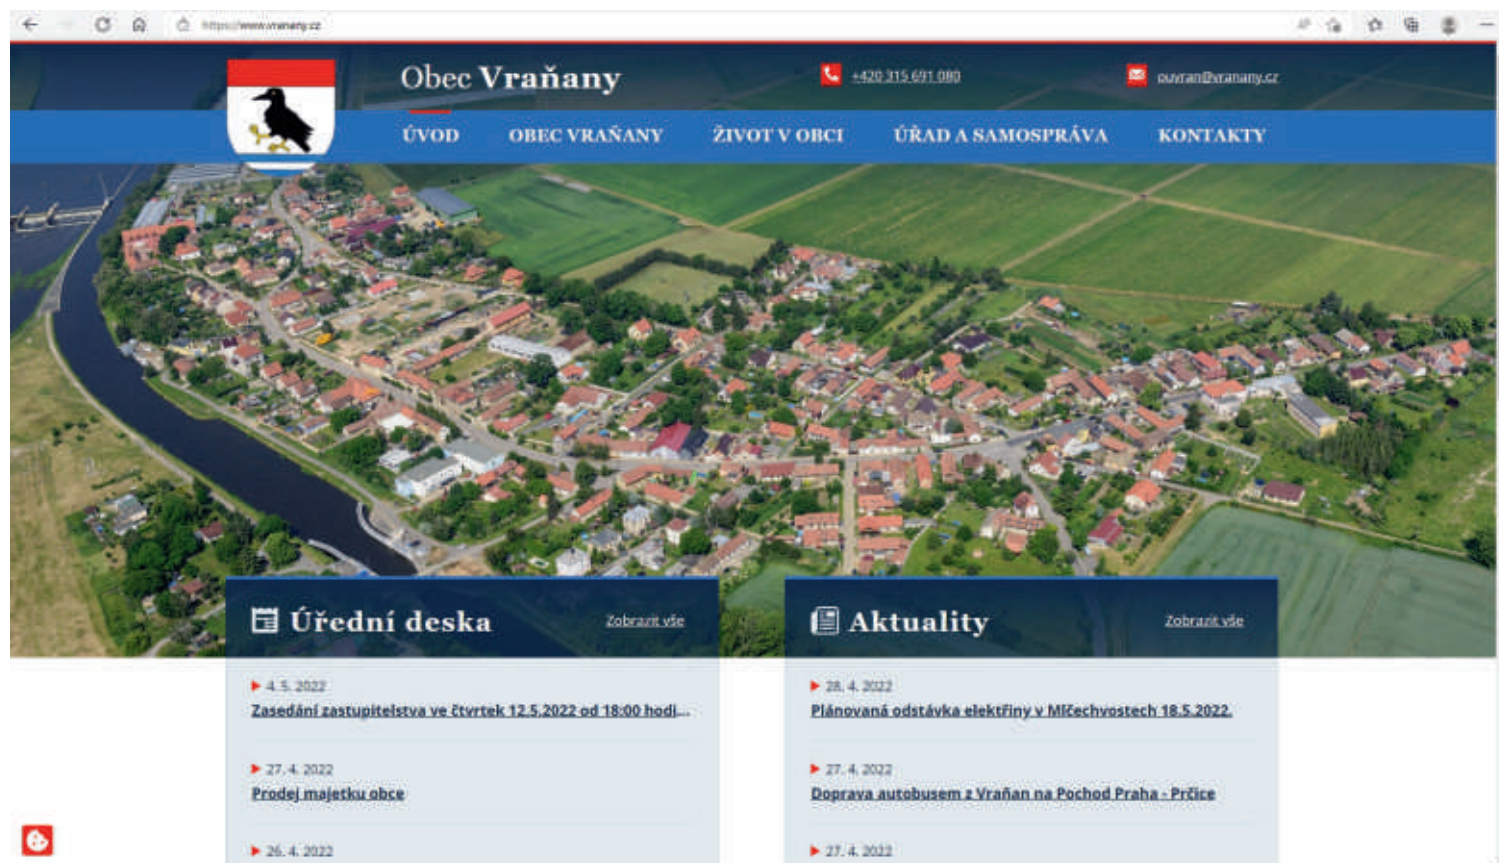 https://www.vranany.cz
Obec Vraňany
+420 315 691 080
ouvran@vranany.cz
ÚVOD
OBEC VRAŇANY
ŽIVOT V OBCI
ÚŘAD A SAMOSPRÁVA
KONTAKTY
Úřední deska
Zobrazit vše
4. 5. 2022
Zasedání zastupitelstva ve čtvrtek 12.5.2022 od 18:00 hodi...
27. 4. 2022
Prodej majetku obce
26. 4. 2022
Aktuality
Zobrazit vše
28. 4. 2022
Plánovaná odstávka elektřiny v Mlčechvostech 18.5.2022.
27. 4. 2022
Doprava autobusem z Vraňan na Pochod Praha - Prčice
27. 4. 2022